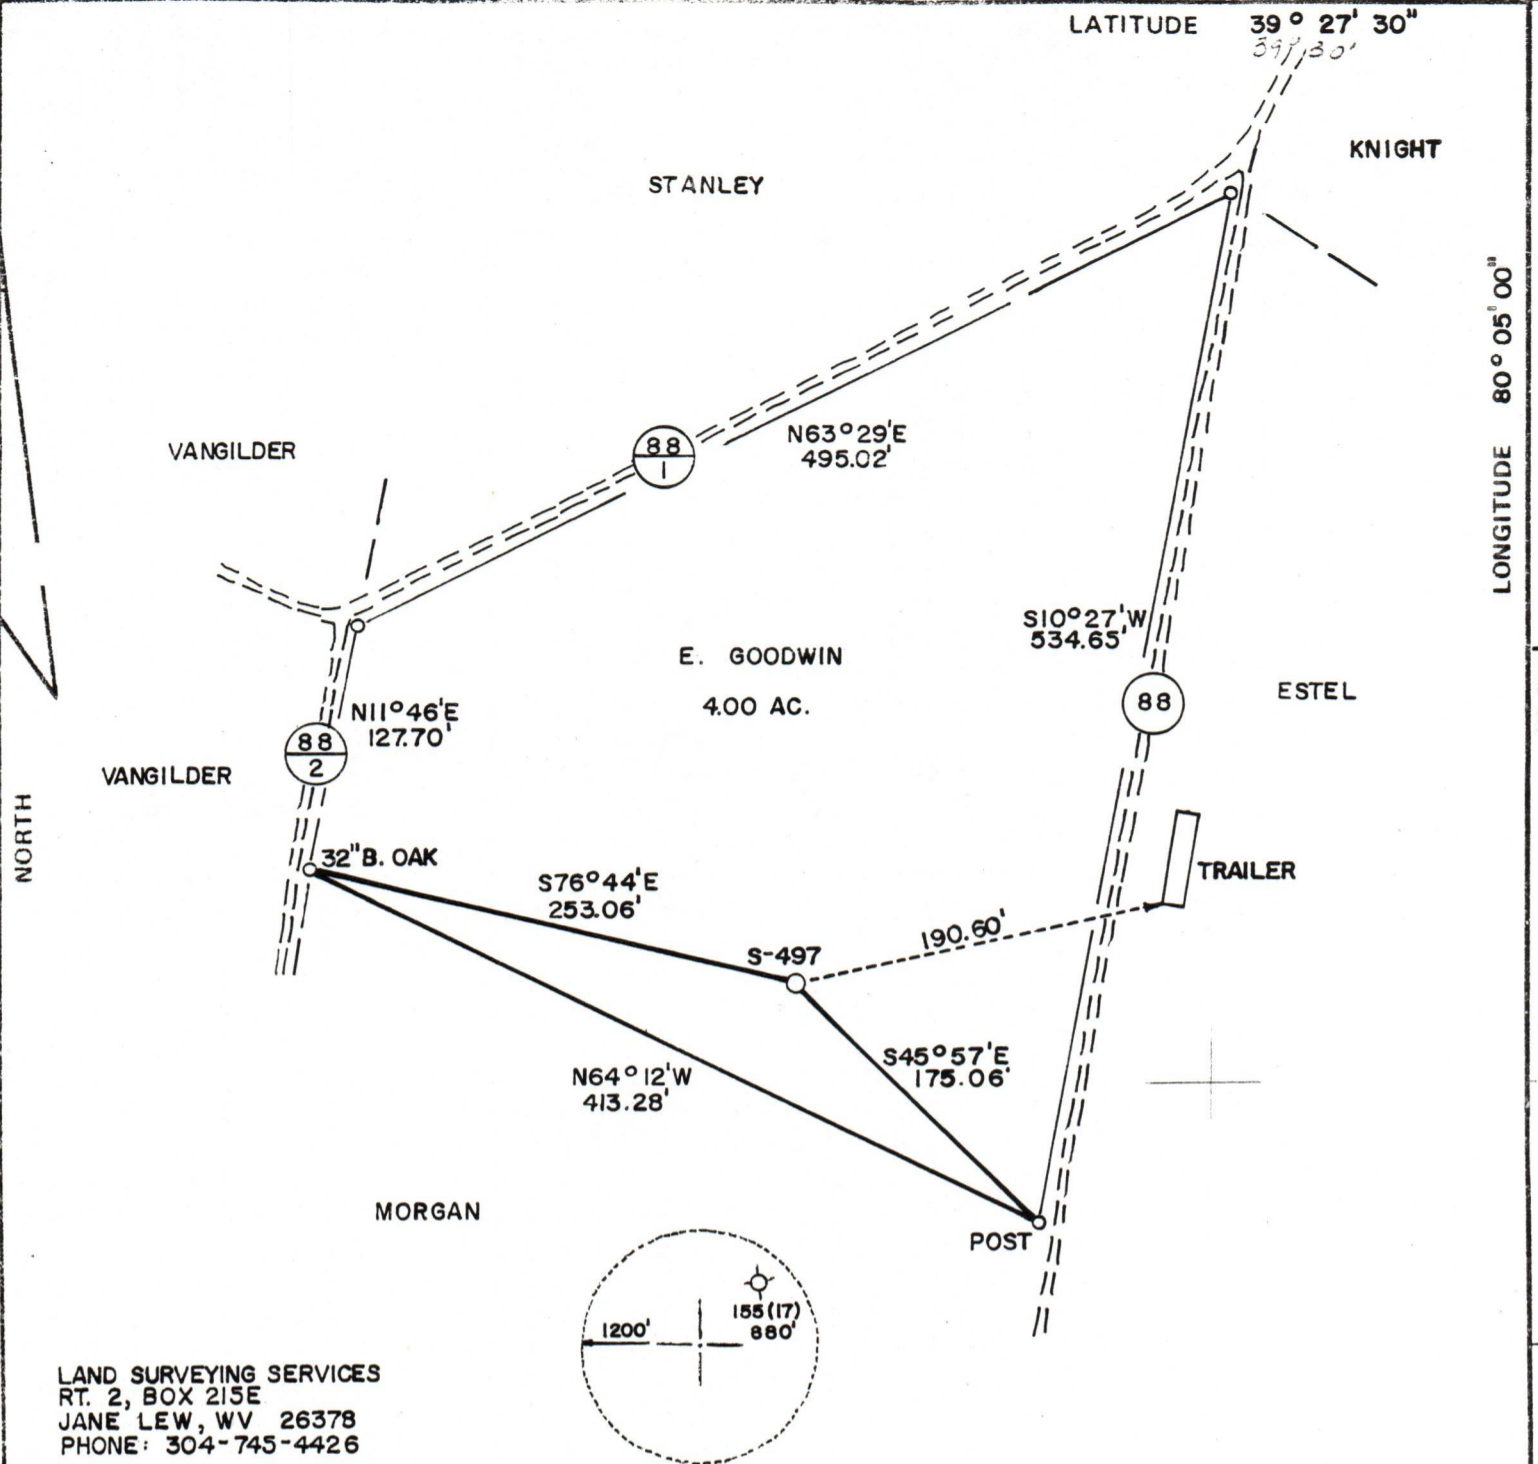 LATITUDE 39° 27' 30"
39° 30'
KNIGHT
STANLEY
LONGITUDE 80° 05' 00"
VANGILDER
88
1
N63°29'E
495.02'
S10°27'W
534.65'
E. GOODWIN
4.00 AC.
88
ESTEL
N11°46'E
127.70'
88
2
VANGILDER
NORTH
32" B. OAK
TRAILER
S76°44'E
253.06'
190.60'
S-497
S45°57'E
175.06'
N64°12'W
413.28'
MORGAN
POST
155(17)
880'
1200'
LAND SURVEYING SERVICES
RT. 2, BOX 215E
JANE LEW, WV 26378
PHONE: 304-745-4426